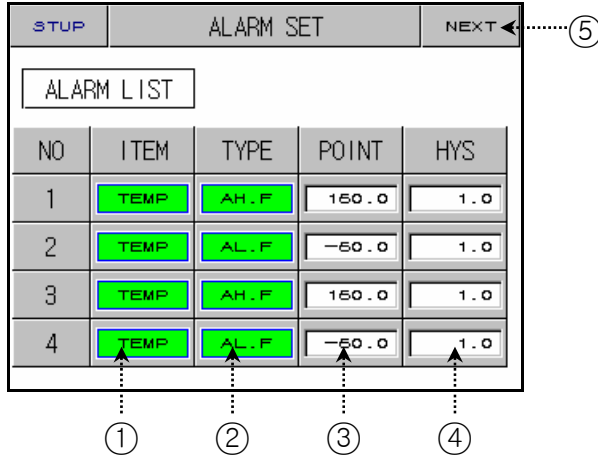 STUP ALARM SET NEXT ⑤
ALARM LIST
NO ITEM TYPE POINT HYS
1 TEMP AH.F 160.0 1.0
2 TEMP AL.F -60.0 1.0
3 TEMP AH.F 160.0 1.0
4 TEMP AL.F -60.0 1.0
① ② ③ ④